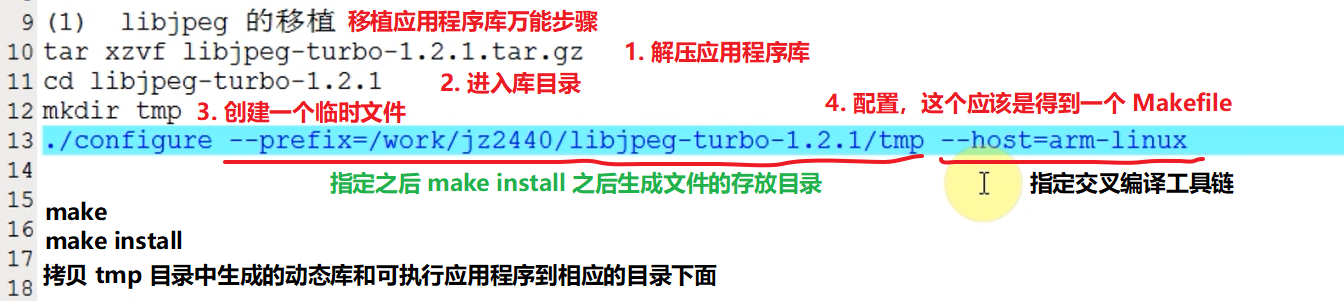 9 (1) libjpeg 的移植 移植应用程序库万能步骤
10 tar xzvf libjpeg-turbo-1.2.1.tar.gz 1. 解压应用程序库
11 cd libjpeg-turbo-1.2.1 2. 进入库目录
12 mkdir tmp 3. 创建一个临时文件 4. 配置，这个应该是得到一个 Makefile
13 ./configure --prefix=/work/jz2440/libjpeg-turbo-1.2.1/tmp --host=arm-linux
14 指定之后 make install 之后生成文件的存放目录 指定交叉编译工具链
15 make
16 make install
17
18 拷贝 tmp 目录中生成的动态库和可执行应用程序到相应的目录下面